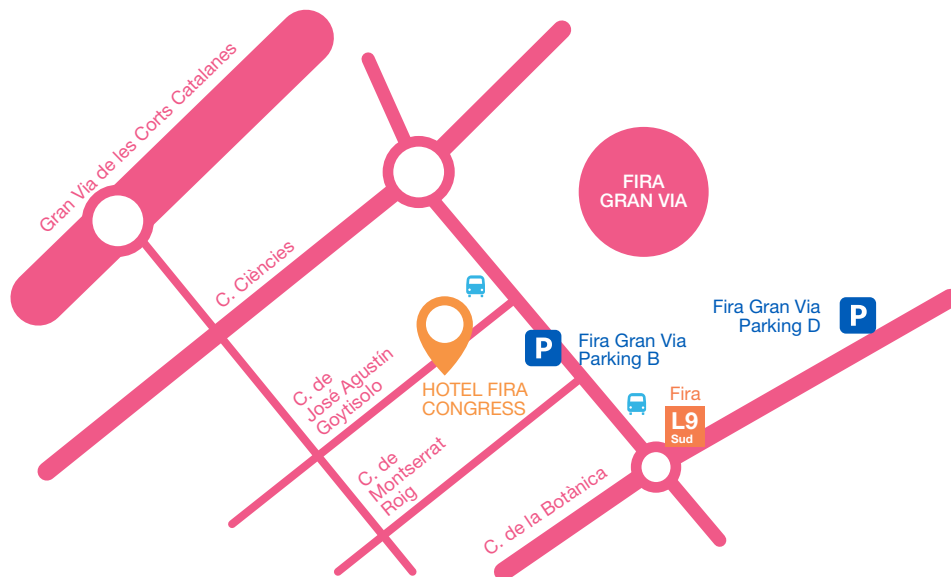 Gran Via de les Corts Catalanes
C. Ciències
FIRA
GRAN VIA
Fira Gran Via
Parking D
P
P
Fira Gran Via
Parking B
C. de
José Agustín
Goytisolo
HOTEL FIRA
CONGRESS
Fira
L9
Sud
C. de
Montserrat
Roig
C. de la Botànica